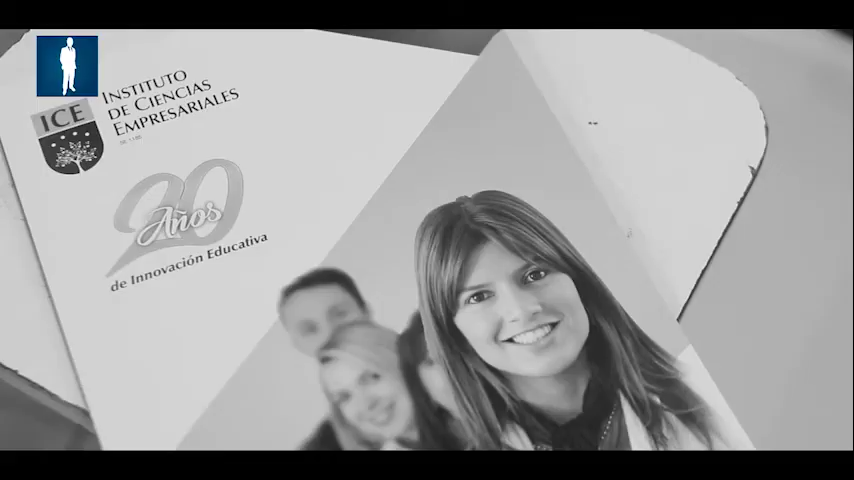 ICE
INSTITUTO
DE CIENCIAS
EMPRESARIALES
20
Años
de Innovación Educativa